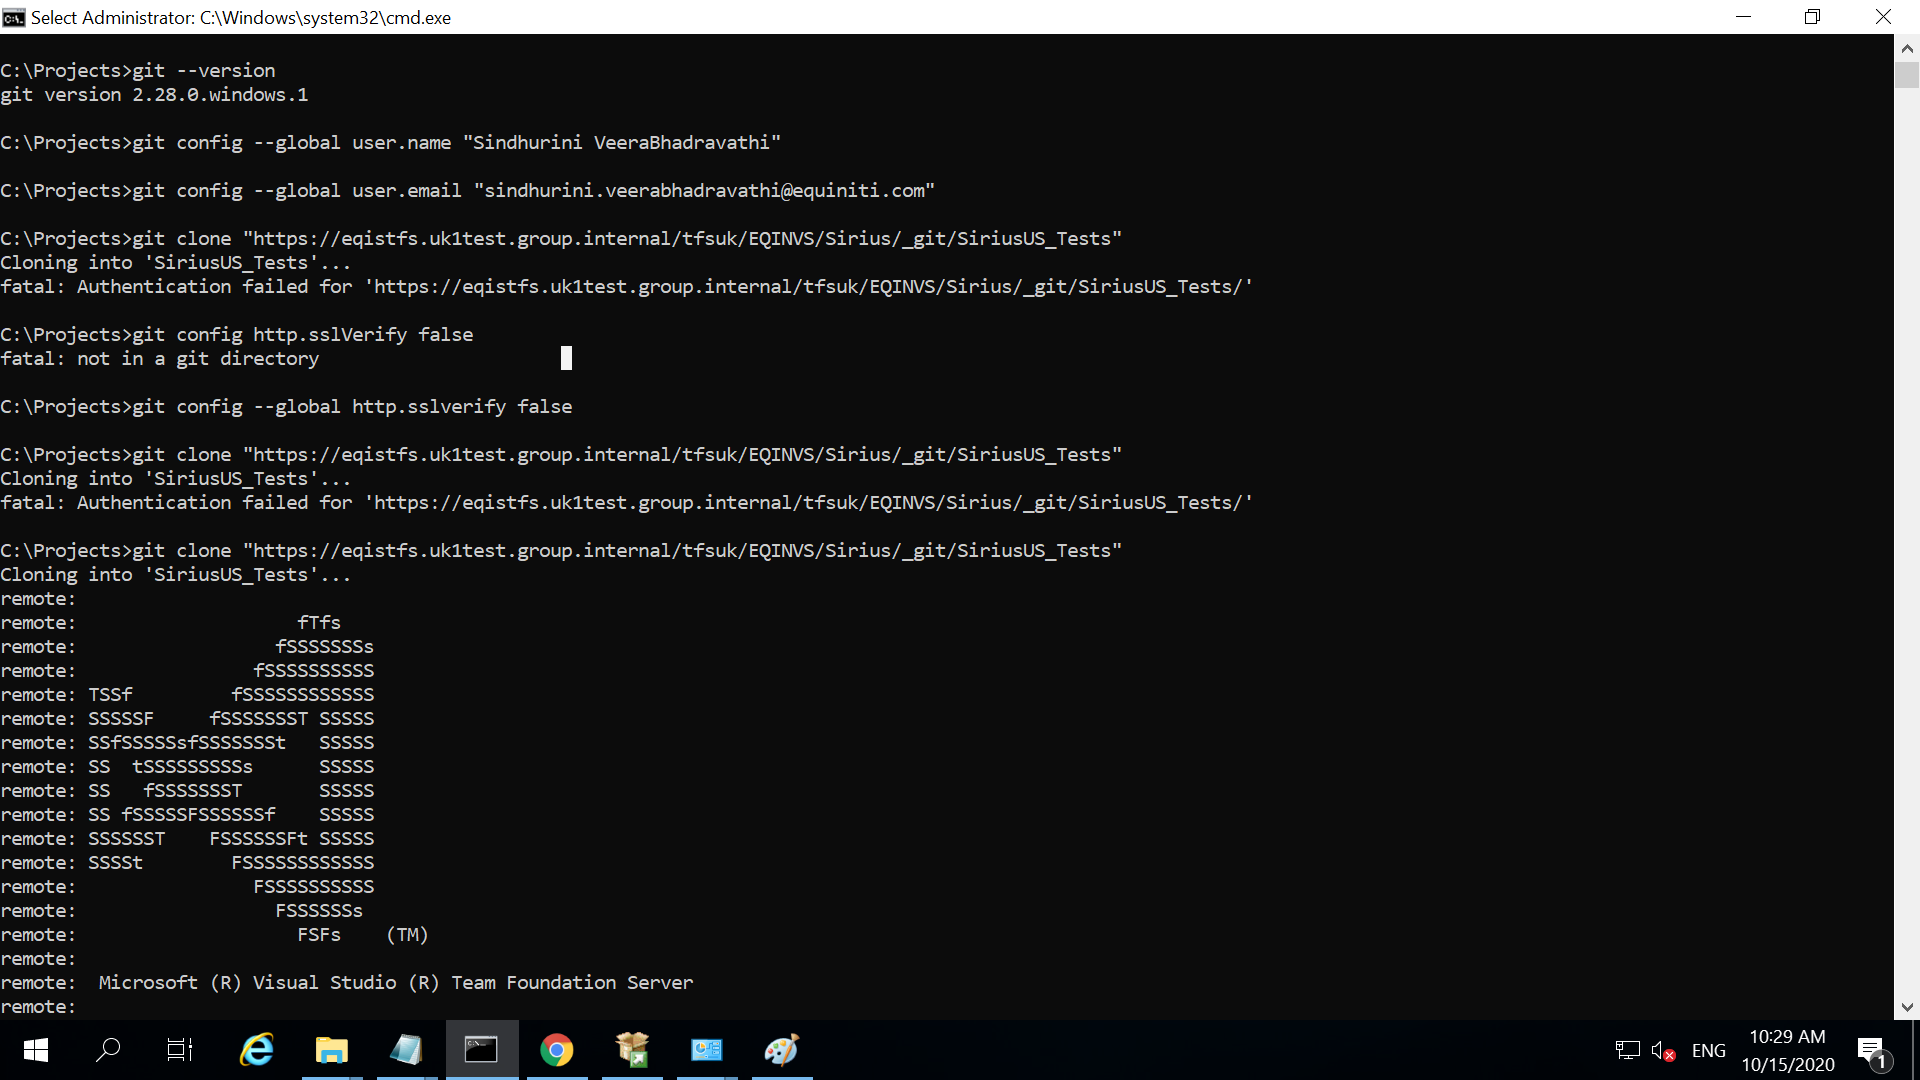 Select Administrator: C:\Windows\system32\cmd.exe
C:\Projects>git --version
git version 2.28.0.windows.1
C:\Projects>git config --global user.name "Sindhurini VeeraBhadravathi"
C:\Projects>git config --global user.email "sindhurini.veerabhadravathi@equiniti.com"
C:\Projects>git clone "https://eqistfs.uk1test.group.internal/tfsuk/EQINVS/Sirius/_git/SiriusUS_Tests"
Cloning into 'SiriusUS_Tests'...
fatal: Authentication failed for 'https://eqistfs.uk1test.group.internal/tfsuk/EQINVS/Sirius/_git/SiriusUS_Tests/'
C:\Projects>git config http.sslVerify false
fatal: not in a git directory
C:\Projects>git config --global http.sslverify false
C:\Projects>git clone "https://eqistfs.uk1test.group.internal/tfsuk/EQINVS/Sirius/_git/SiriusUS_Tests"
Cloning into 'SiriusUS_Tests'...
fatal: Authentication failed for 'https://eqistfs.uk1test.group.internal/tfsuk/EQINVS/Sirius/_git/SiriusUS_Tests/'
C:\Projects>git clone "https://eqistfs.uk1test.group.internal/tfsuk/EQINVS/Sirius/_git/SiriusUS_Tests"
Cloning into 'SiriusUS_Tests'...
remote:
remote:                    fTfs
remote:                  fSSSSSSSs
remote:                fSSSSSSSSSS
remote: TSSf         fSSSSSSSSSSSS
remote: SSSSSF     fSSSSSSST SSSSS
remote: SSfSSSSSsfSSSSSSSt   SSSSS
remote: SS  tSSSSSSSSSs      SSSSS
remote: SS   fSSSSSSST       SSSSS
remote: SS fSSSSSFSSSSSSf    SSSSS
remote: SSSSSST    FSSSSSSFt SSSSS
remote: SSSSt        FSSSSSSSSSSSS
remote:                FSSSSSSSSSS
remote:                  FSSSSSSs
remote:                    FSFs    (TM)
remote:
remote:  Microsoft (R) Visual Studio (R) Team Foundation Server
remote:
ENG
10:29 AM
10/15/2020
1